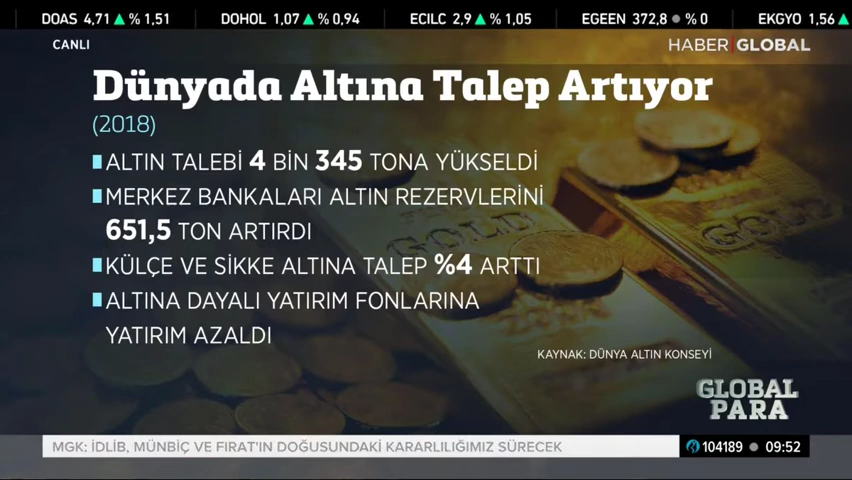 DOAS 4,71 ▲ % 1,51 DOHOL 1,07 ▲ % 0,94 ECILC 2,9 ▲ % 1,05 EGEEN 372,8 ● % 0 EKGYO 1,56 ▲
CANLI
HABER GLOBAL
Dünyada Altına Talep Artıyor
(2018)
ALTIN TALEBİ 4 BİN 345 TONA YÜKSELDİ
MERKEZ BANKALARI ALTIN REZERVLERİNİ
651,5 TON ARTIRDI
KÜLÇE VE SİKKE ALTINA TALEP %4 ARTTI
ALTINA DAYALI YATIRIM FONLARINA
YATIRIM AZALDI
KAYNAK: DÜNYA ALTIN KONSEYİ
GOLD
GOLD
GLOBAL
PARA
MGK: İDLİB, MÜNBİÇ VE FIRAT'IN DOĞUSUNDAKİ KARARLILIĞIMIZ SÜRECEK
104189 ● 09:52